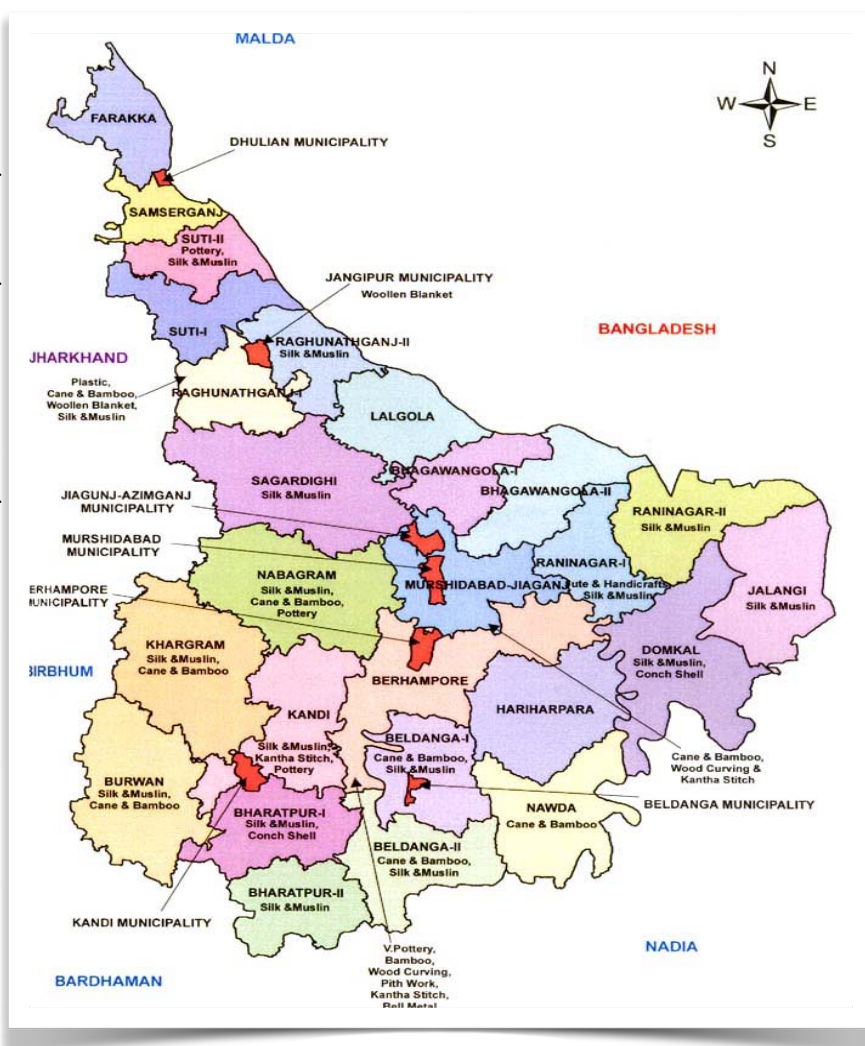 MALDA
N
W E
S
FARAKKA
DHULIAN MUNICIPALITY
SAMSERGANJ
SUTI-II
Pottery,
Silk &Muslin
JANGIPUR MUNICIPALITY
Woollen Blanket
SUTI-I
BANGLADESH
RAGHUNATHGANJ-II
Silk &Muslin
JHARKHAND
Plastic,
Cane & Bamboo,
Woollen Blanket,
Silk &Muslin
RAGHUNATHGANJ-I
LALGOLA
SAGARDIGHI
Silk &Muslin
BHAGAWANGOLA-I
BHAGAWANGOLA-II
JIAGUNJ-AZIMGANJ
MUNICIPALITY
RANINAGAR-II
Silk &Muslin
MURSHIDABAD
MUNICIPALITY
NABAGRAM
Silk &Muslin,
Cane & Bamboo,
Pottery
MURSHIDABAD-JIAGANJ
RANINAGAR-I
Jute & Handicrafts
Silk &Muslin
JALANGI
Silk &Muslin
ERHAMPORE
MUNICIPALITY
KHARGRAM
Silk &Muslin,
Cane & Bamboo
DOMKAL
Silk &Muslin,
Conch Shell
BIRBHUM
BERHAMPORE
HARIHARPARA
KANDI
Silk &Muslin,
Kantha Stitch,
Pottery
BELDANGA-I
Cane & Bamboo,
Silk &Muslin
Cane & Bamboo,
Wood Curving &
Kantha Stitch
BURWAN
Silk &Muslin,
Cane & Bamboo
BELDANGA MUNICIPALITY
NAWDA
Cane & Bamboo
BHARATPUR-I
Silk &Muslin,
Conch Shell
BELDANGA-II
Cane & Bamboo,
Silk &Muslin
BHARATPUR-II
Silk &Muslin
KANDI MUNICIPALITY
NADIA
V.Pottery,
Bamboo,
Wood Curving,
Pith Work,
Kantha Stitch,
Bell Metal
BARDHAMAN